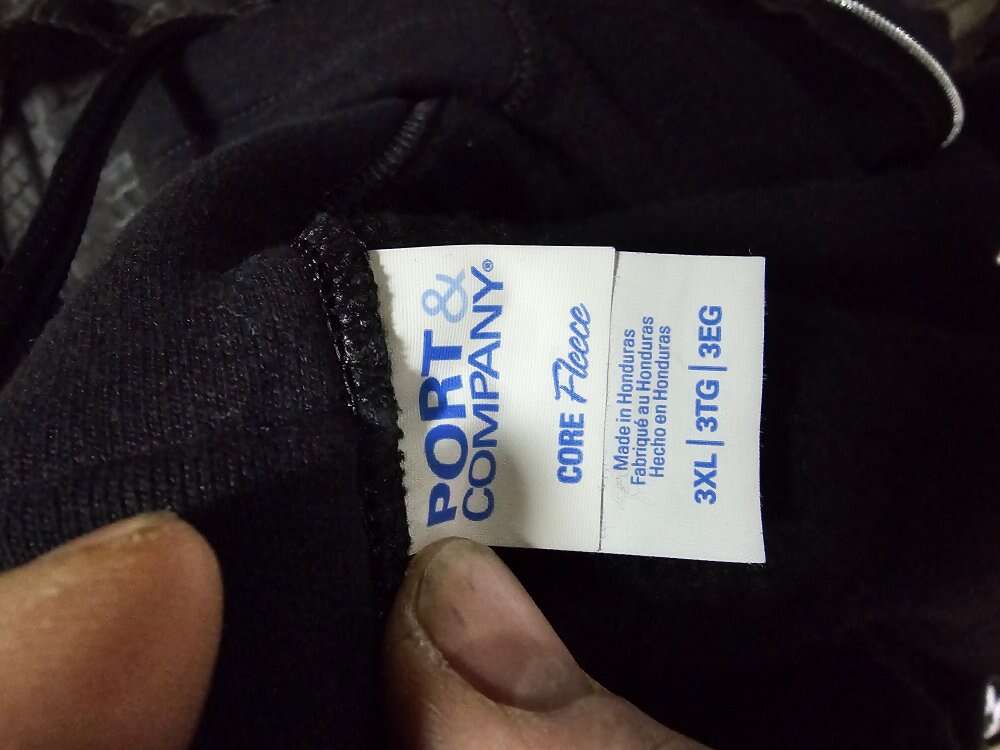 PORT &
COMPANY®
CORE Fleece
Made in Honduras
Fabriqué au Honduras
Hecho en Honduras
3XL | 3TG | 3EG